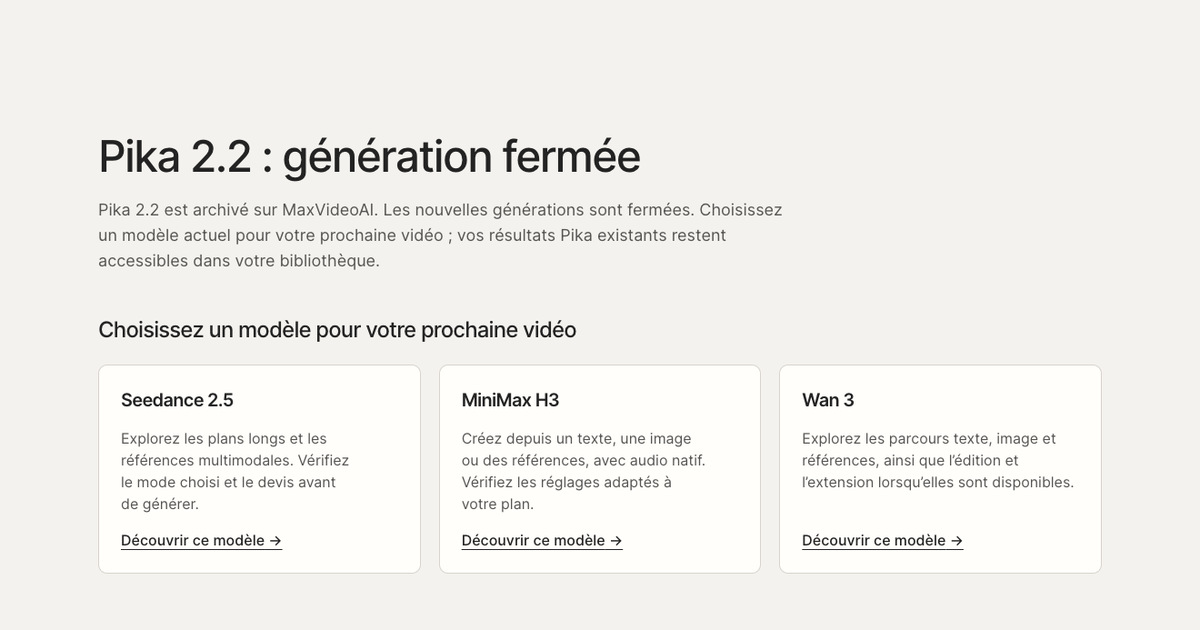 Pika 2.2 : génération fermée
Pika 2.2 est archivé sur MaxVideoAI. Les nouvelles générations sont fermées. Choisissez
un modèle actuel pour votre prochaine vidéo ; vos résultats Pika existants restent
accessibles dans votre bibliothèque.
Choisissez un modèle pour votre prochaine vidéo
Seedance 2.5
Explorez les plans longs et les
références multimodales. Vérifiez
le mode choisi et le devis avant
de générer.
Découvrir ce modèle →
MiniMax H3
Créez depuis un texte, une image
ou des références, avec audio natif.
Vérifiez les réglages adaptés à
votre plan.
Découvrir ce modèle →
Wan 3
Explorez les parcours texte, image et
références, ainsi que l’édition et
l’extension lorsqu’elles sont disponibles.
Découvrir ce modèle →